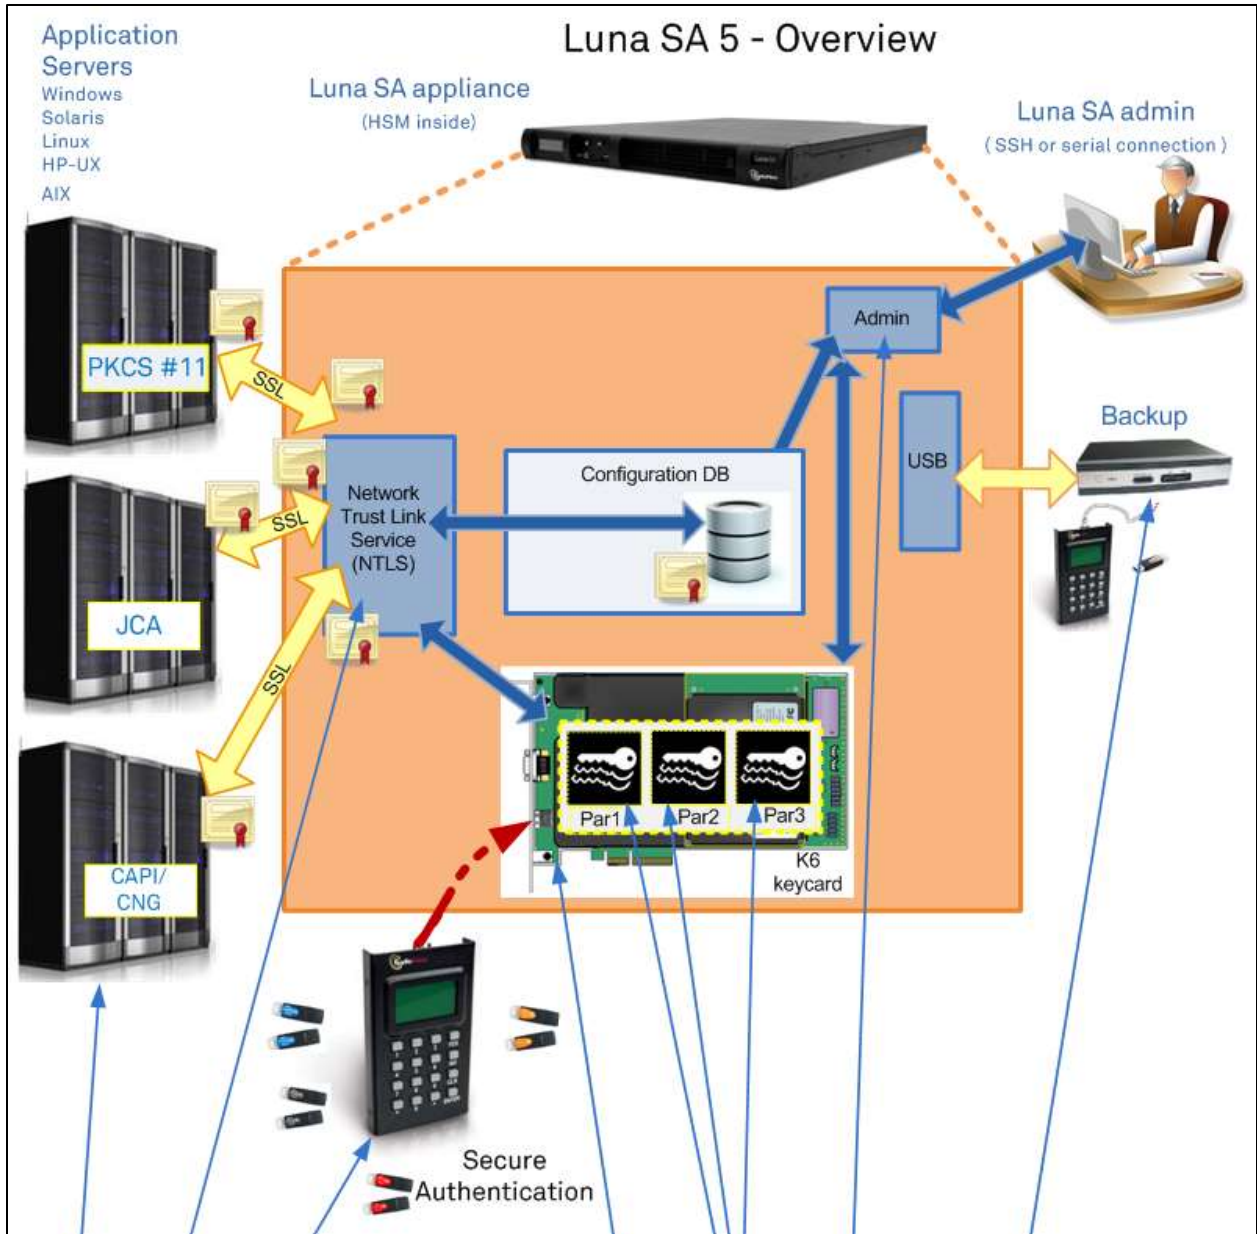 Luna SA 5 - Overview
Application
Servers
Windows
Solaris
Linux
HP-UX
AIX
Luna SA appliance
(HSM inside)
Luna SA admin
( SSH or serial connection )
PKCS #11
SSL
JCA
SSL
CAPI/
CNG
SSL
Network
Trust Link
Service
(NTLS)
Configuration DB
Admin
USB
Backup
Par1
Par2
Par3
K6
keycard
Secure
Authentication